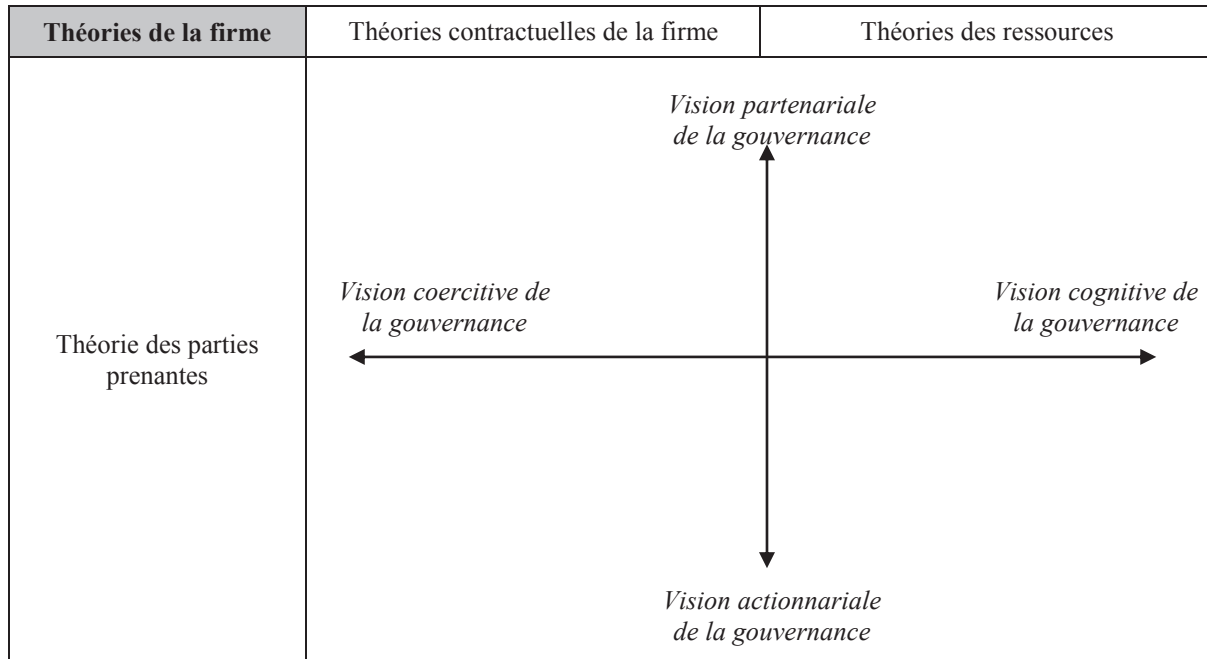 Théories de la firme
Théories contractuelles de la firme
Théories des ressources
Théorie des parties
prenantes
Vision partenariale
de la gouvernance
Vision coercitive de
la gouvernance
Vision cognitive de
la gouvernance
Vision actionnariale
de la gouvernance